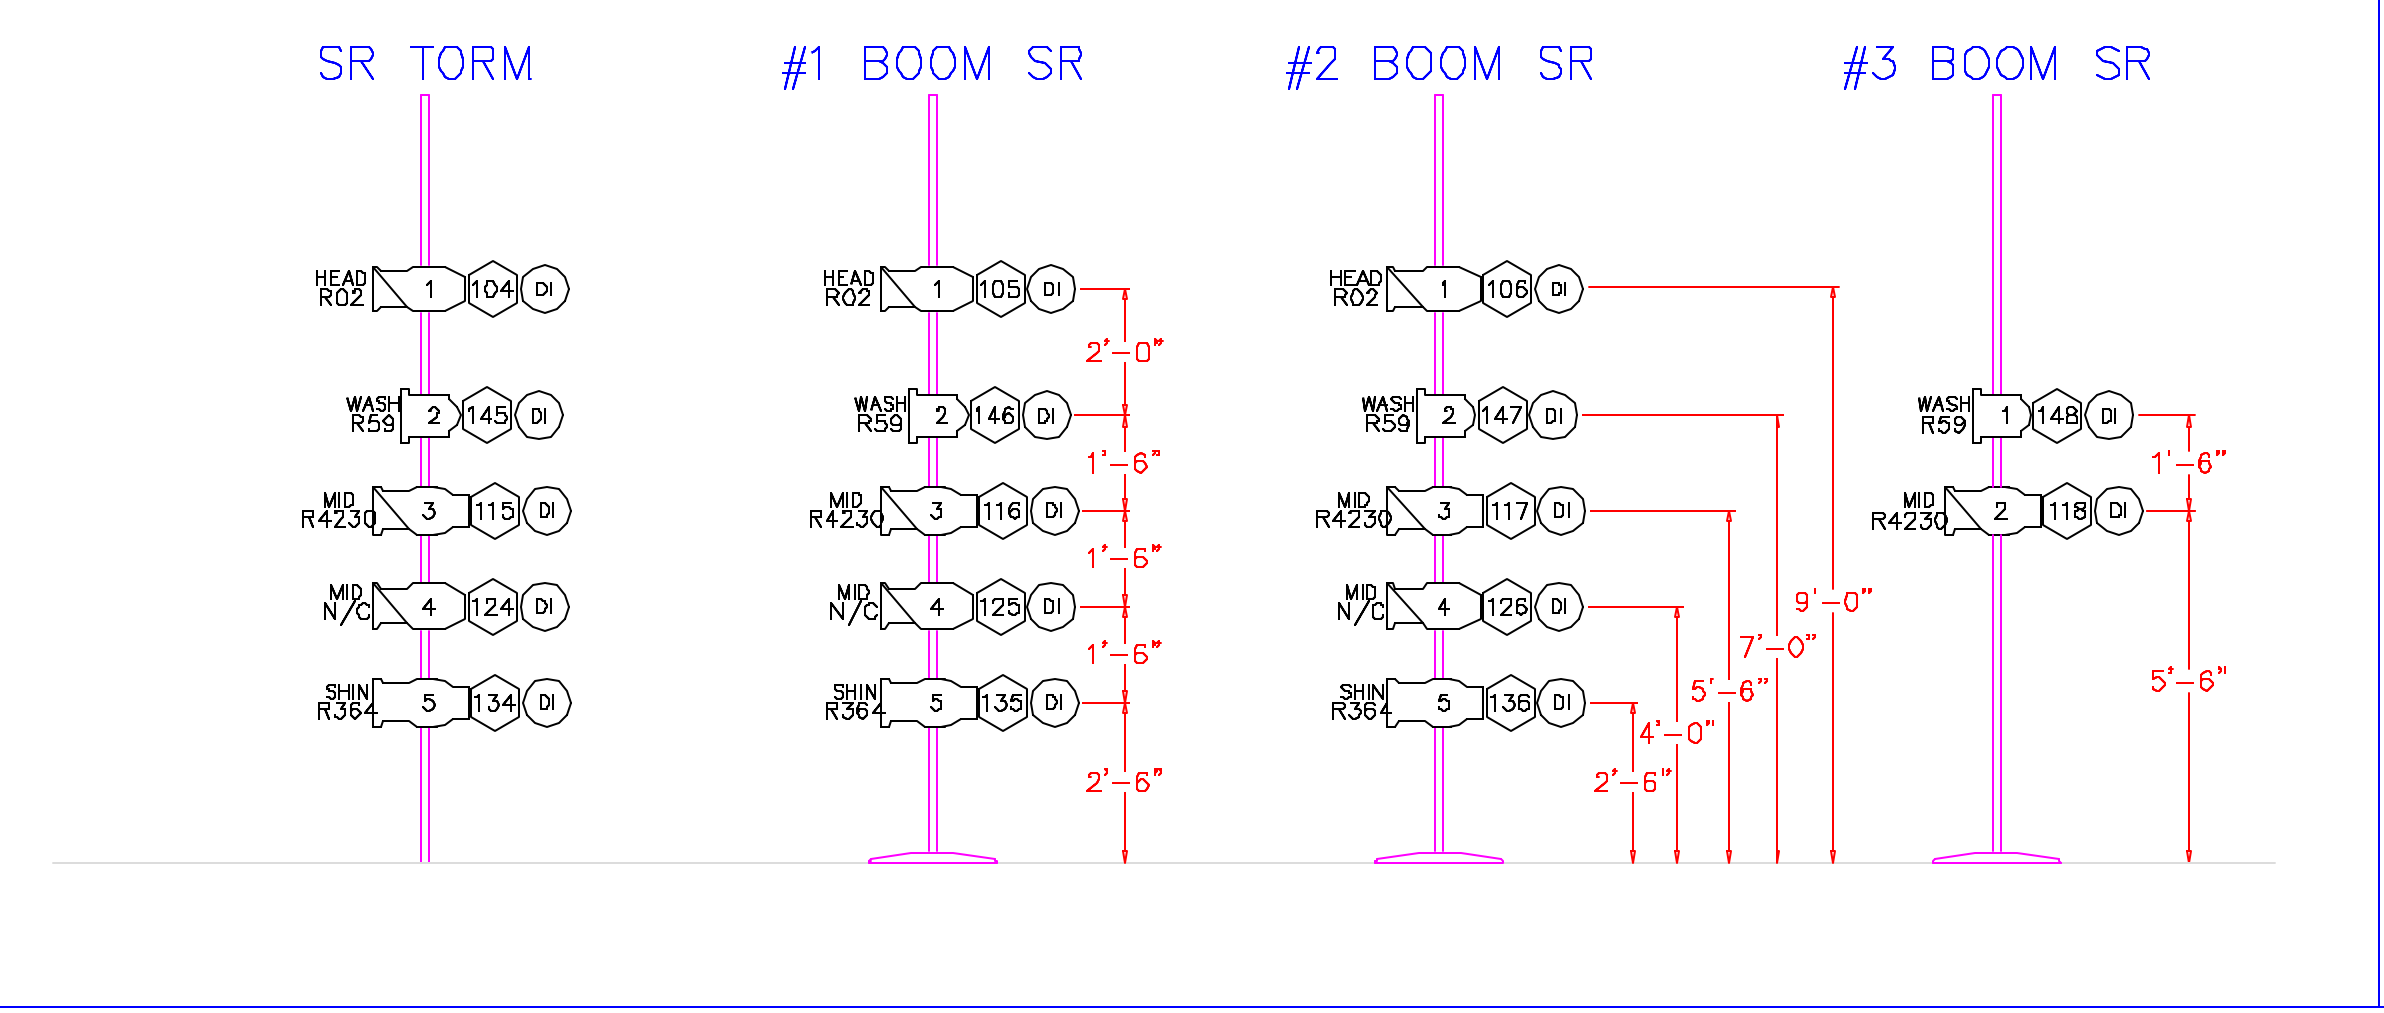 SR TORM
#1 BOOM SR
#2 BOOM SR
#3 BOOM SR
HEAD
R02
1
104
DI
WASH
R59
2
145
DI
MID
R4230
3
115
DI
MID
N/C
4
124
DI
SHIN
R364
5
134
DI
HEAD
R02
1
105
DI
2'-0"
WASH
R59
2
146
DI
1'-6"
MID
R4230
3
116
DI
1'-6"
MID
N/C
4
125
DI
1'-6"
SHIN
R364
5
135
DI
2'-6"
HEAD
R02
1
106
DI
9'-0"
WASH
R59
2
147
DI
7'-0"
MID
R4230
3
117
DI
5'-6"
MID
N/C
4
126
DI
4'-0"
SHIN
R364
5
136
DI
2'-6"
WASH
R59
1
148
DI
1'-6"
MID
R4230
2
118
DI
5'-6"